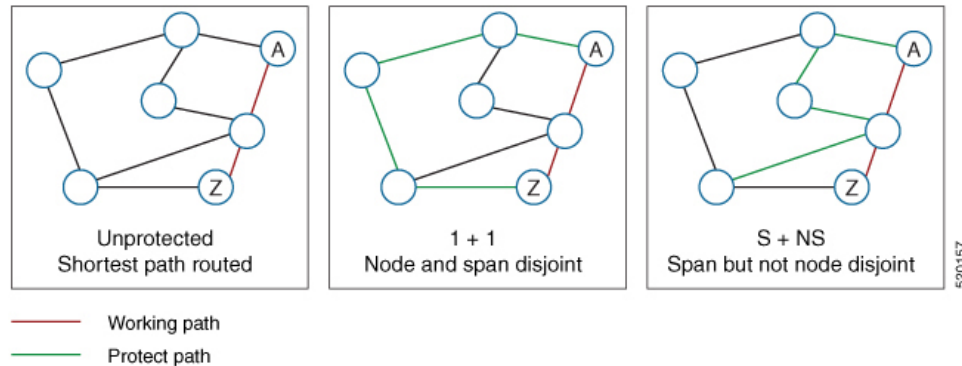 A
Z
Unprotected
Shortest path routed
A
Z
1 + 1
Node and span disjoint
A
Z
S + NS
Span but not node disjoint
520157
Working path
Protect path